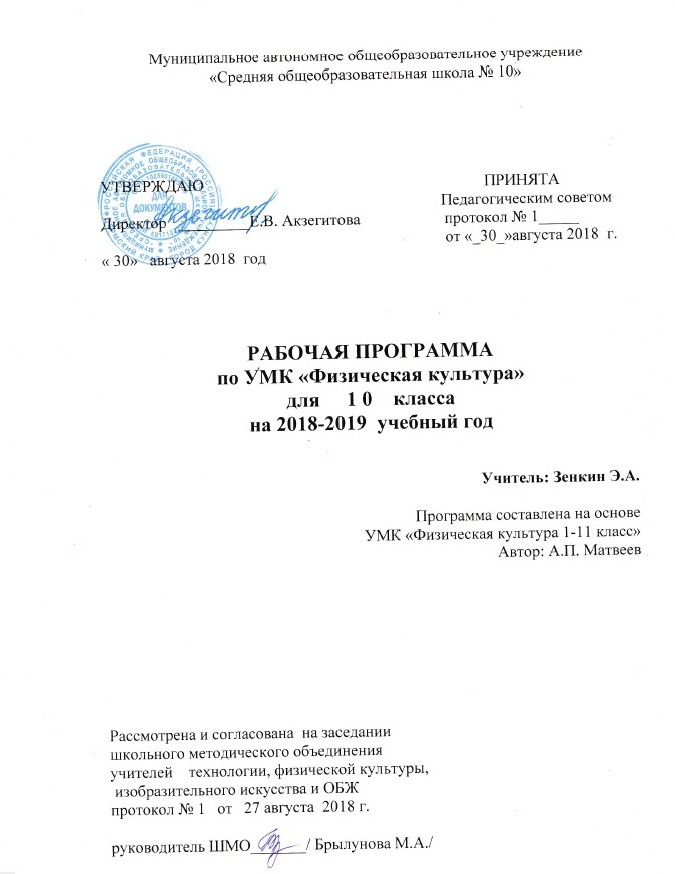 Муниципальное автономное общеобразовательное учреждение
«Средняя общеобразовательная школа № 10»
УТВЕРЖДАЮ
Директор __________Е.В. Акзегитова
« 30» августа 2018 год
ДЛЯ
ДОКУМЕНТОВ
ПРИНЯТА
Педагогическим советом
протокол № 1_____
от «_30_»августа 2018 г.
РАБОЧАЯ ПРОГРАММА
по УМК «Физическая культура»
для 1 0 класса
на 2018-2019 учебный год
Учитель: Зенкин Э.А.
Программа составлена на основе
УМК «Физическая культура 1-11 класс»
Автор: А.П. Матвеев
Рассмотрена и согласована на заседании
школьного методического объединения
учителей технологии, физической культуры,
изобразительного искусства и ОБЖ
протокол № 1 от 27 августа 2018 г.
руководитель ШМО_______/ Брылунова М.А./